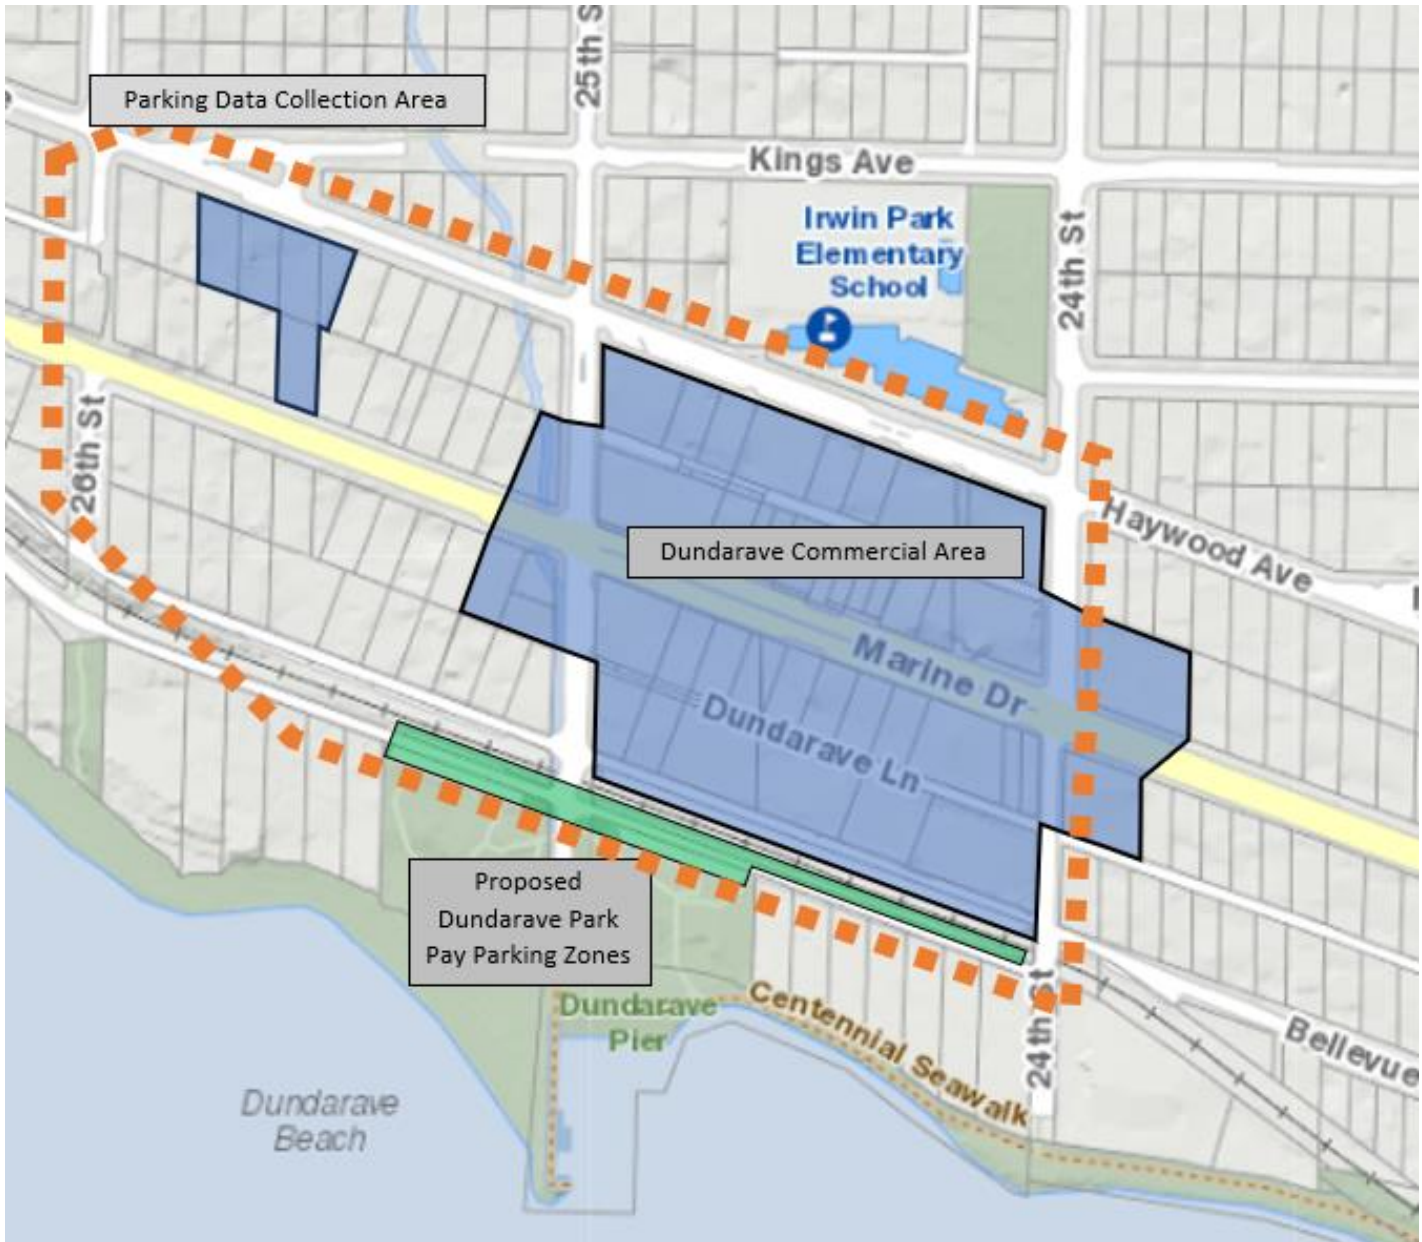 25th S
Parking Data Collection Area
Kings Ave
Irwin Park
Elementary
School
24th St
26th St
Haywood Ave
Dundarave Commercial Area
Marine Dr
Dundarave Ln
Proposed
Dundarave Park
Pay Parking Zones
Dundarave
Pier
Centennial Seawalk
24th St
Bellevue
Dundarave
Beach